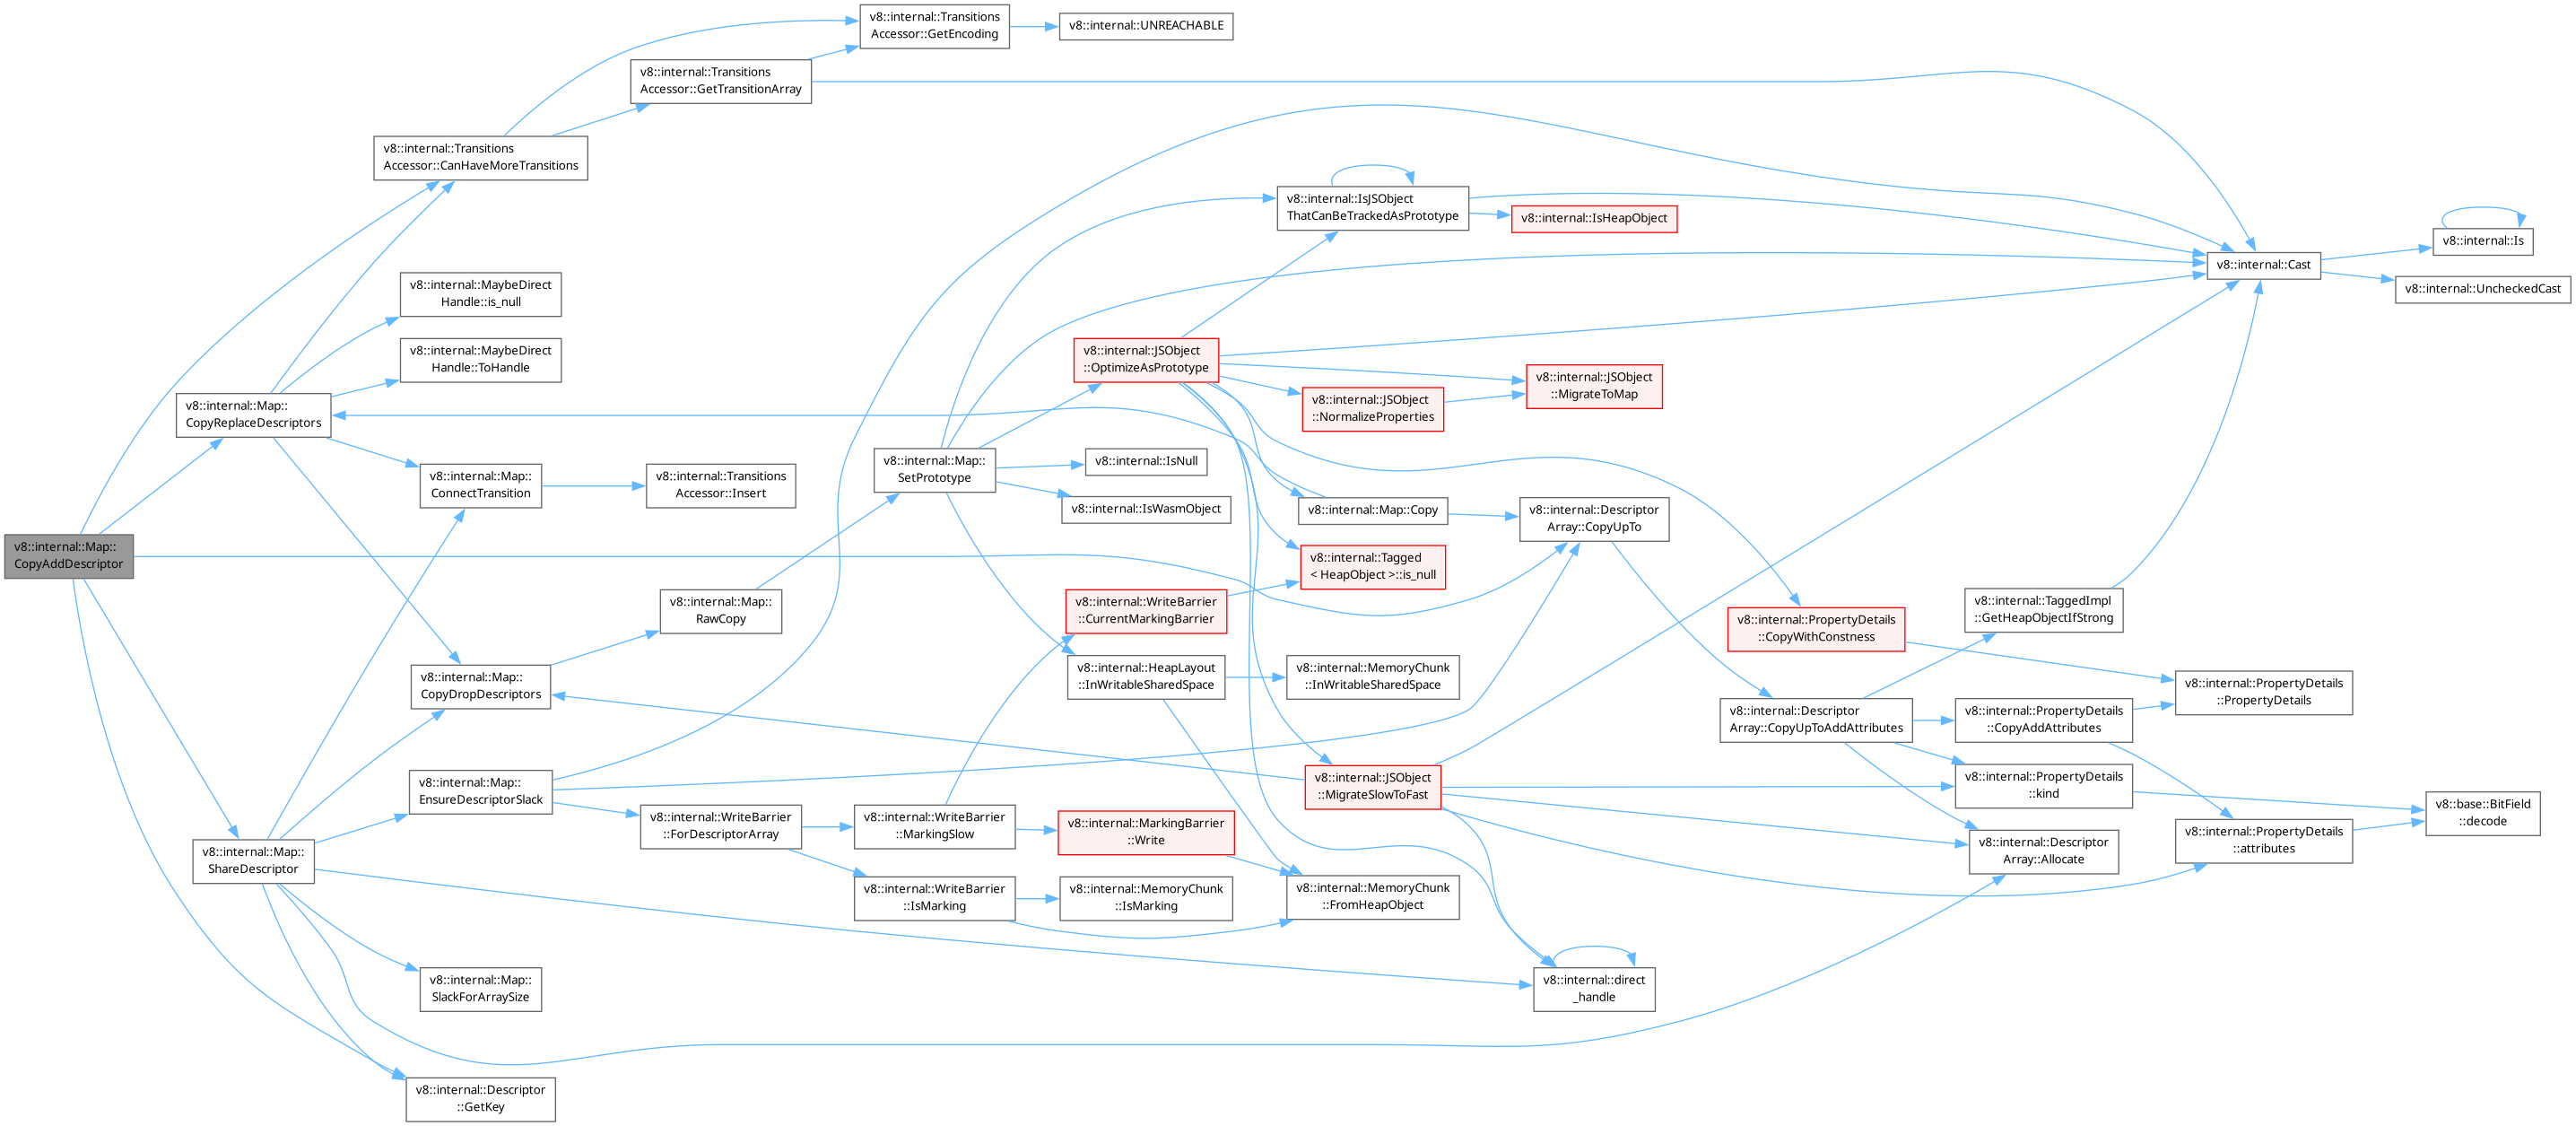 v8::internal::Map::
CopyAddDescriptor
v8::internal::Transitions
Accessor::CanHaveMoreTransitions
v8::internal::Map::
CopyReplaceDescriptors
v8::internal::Map::
ShareDescriptor
v8::internal::MaybeDirect
Handle::is_null
v8::internal::MaybeDirect
Handle::ToHandle
v8::internal::Map::
ConnectTransition
v8::internal::Map::
CopyDropDescriptors
v8::internal::Map::
EnsureDescriptorSlack
v8::internal::Map::
SlackForArraySize
v8::internal::Descriptor
::GetKey
v8::internal::Transitions
Accessor::GetTransitionArray
v8::internal::Transitions
Accessor::Insert
v8::internal::Map::
RawCopy
v8::internal::WriteBarrier
::ForDescriptorArray
v8::internal::Transitions
Accessor::GetEncoding
v8::internal::Map::
SetPrototype
v8::internal::WriteBarrier
::MarkingSlow
v8::internal::WriteBarrier
::IsMarking
v8::internal::UNREACHABLE
v8::internal::JSObject
::OptimizeAsPrototype
v8::internal::IsNull
v8::internal::IsWasmObject
v8::internal::WriteBarrier
::CurrentMarkingBarrier
v8::internal::HeapLayout
::InWritableSharedSpace
v8::internal::MarkingBarrier
::Write
v8::internal::MemoryChunk
::IsMarking
v8::internal::IsJSObject
ThatCanBeTrackedAsPrototype
v8::internal::JSObject
::NormalizeProperties
v8::internal::Map::Copy
v8::internal::Tagged
< HeapObject >::is_null
v8::internal::MemoryChunk
::InWritableSharedSpace
v8::internal::JSObject
::MigrateSlowToFast
v8::internal::MemoryChunk
::FromHeapObject
v8::internal::IsHeapObject
v8::internal::JSObject
::MigrateToMap
v8::internal::Descriptor
Array::CopyUpTo
v8::internal::direct
_handle
v8::internal::PropertyDetails
::CopyWithConstness
v8::internal::Descriptor
Array::CopyUpToAddAttributes
v8::internal::TaggedImpl
::GetHeapObjectIfStrong
v8::internal::PropertyDetails
::CopyAddAttributes
v8::internal::PropertyDetails
::kind
v8::internal::Descriptor
Array::Allocate
v8::internal::Cast
v8::internal::PropertyDetails
::PropertyDetails
v8::internal::PropertyDetails
::attributes
v8::internal::Is
v8::internal::UncheckedCast
v8::base::BitField
::decode